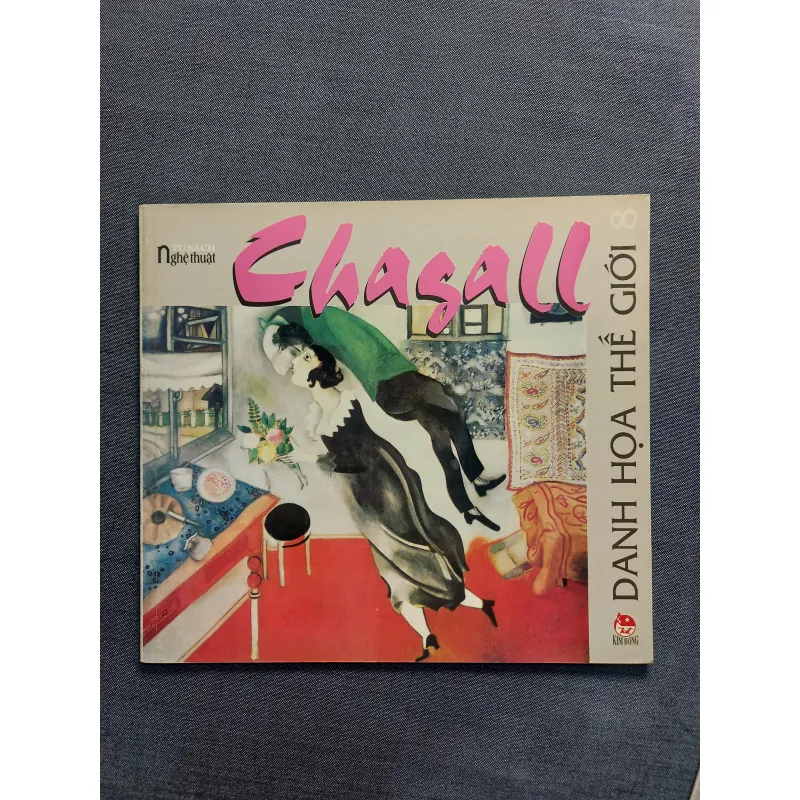 TỦ SÁCH
Nghệ thuật
Chagall
DANH HỌA THẾ GIỚI 8
KIM ĐỒNG